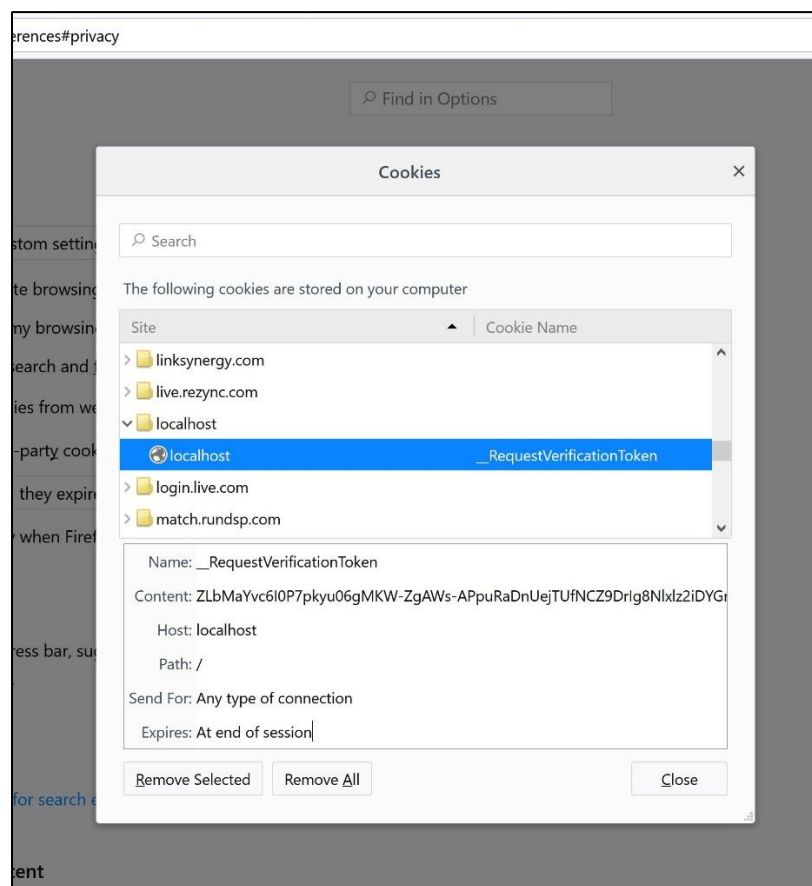 erences#privacy
Find in Options
Cookies
×
stom setting
Search
te browsing
The following cookies are stored on your computer
my browsin
Site
Cookie Name
linksynergy.com
search and
live.rezync.com
ies from we
localhost
-party cook
localhost __RequestVerificationToken
they expire
login.live.com
match.rundsp.com
when Firef
Name: __RequestVerificationToken
Content: ZLbMaYvc6I0P7pkyu06gMKW-ZgAWs-APpuRaDnUejTUfNCZ9DrIg8Nlxlz2iDYGr
Host: localhost
ress bar, sug
Path: /
Send For: Any type of connection
Expires: At end of session
Remove Selected
Remove All
Close
for search e
ent